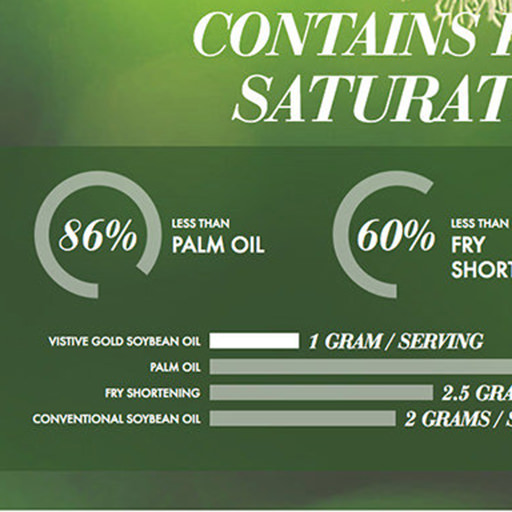 CONTAINS
SATURAT
86%
LESS THAN
PALM OIL
60%
LESS THAN
FRY
SHORT
VISTIVE GOLD SOYBEAN OIL 1 GRAM / SERVING
PALM OIL
FRY SHORTENING 2.5 GRA
CONVENTIONAL SOYBEAN OIL 2 GRAMS / S